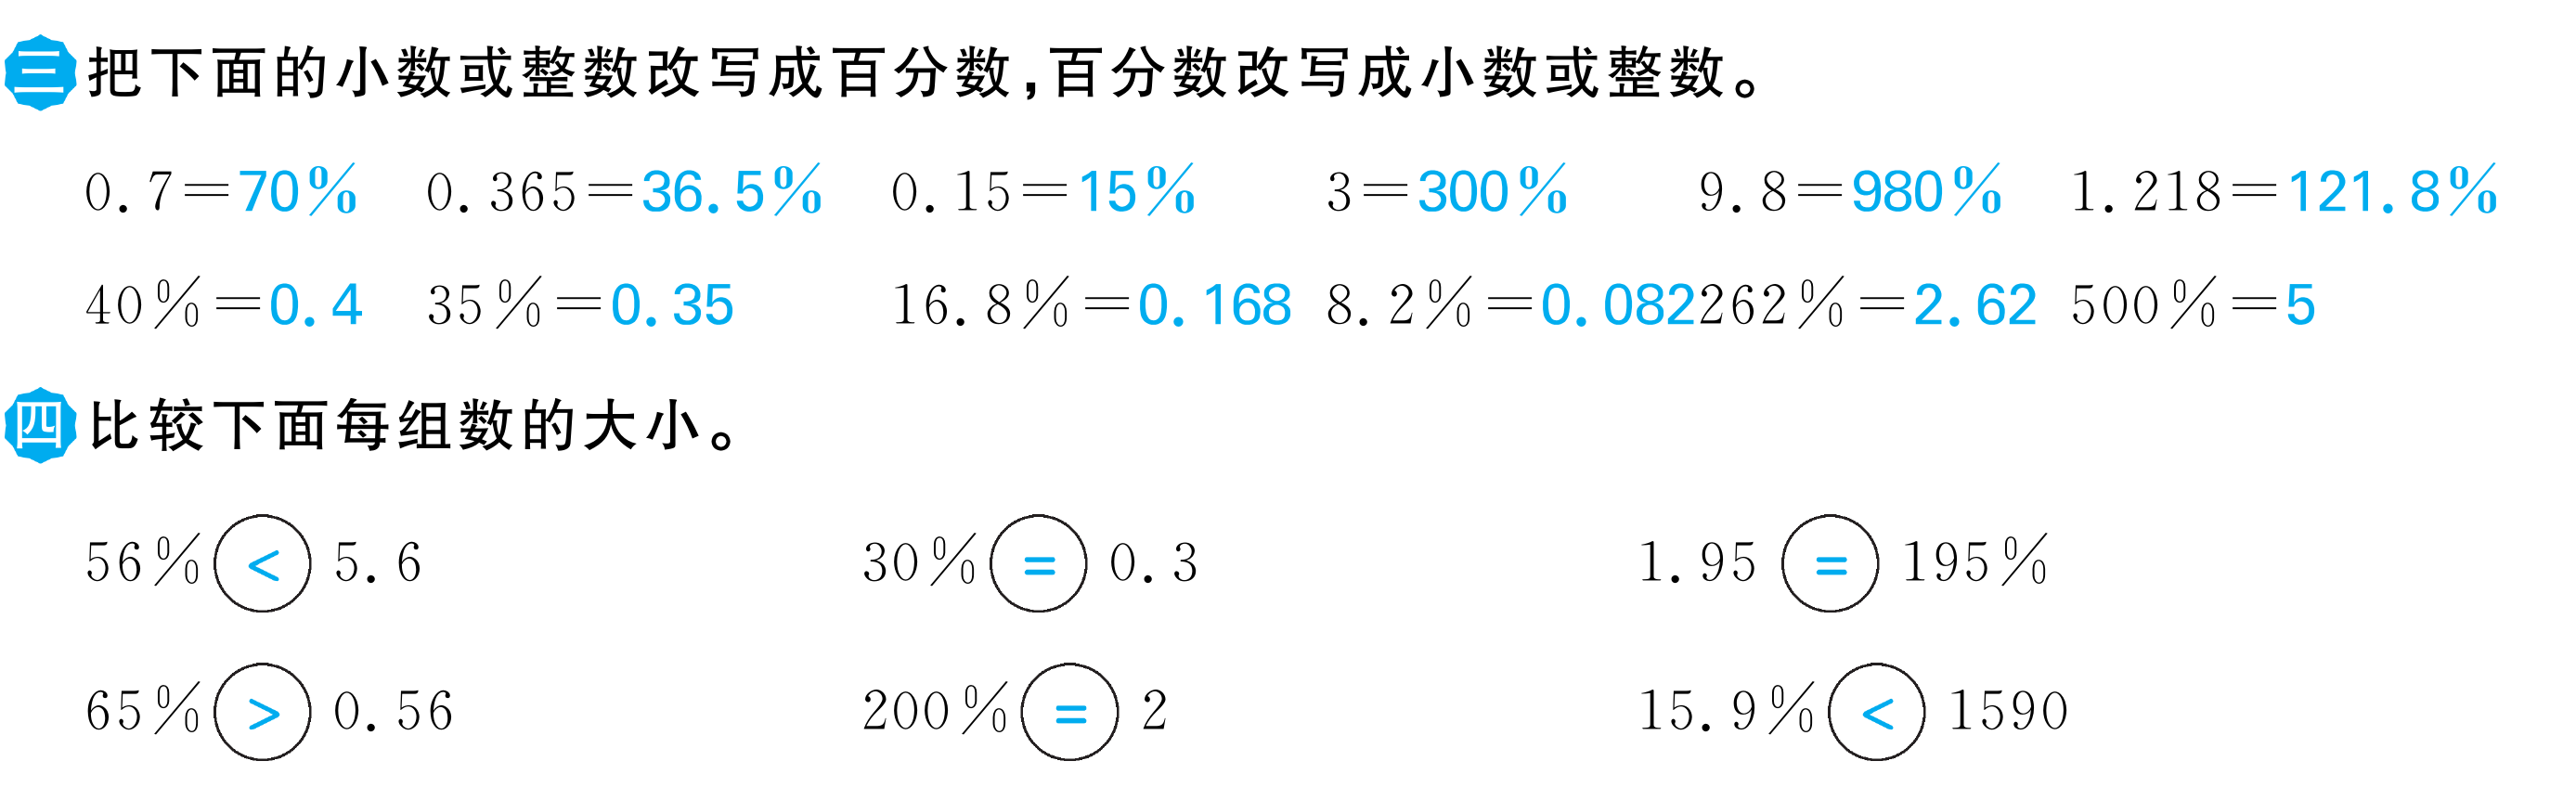 三 把下面的小数或整数改写成百分数,百分数改写成小数或整数。
0.7=70% 0.365=36.5% 0.15=15% 3=300% 9.8=980% 1.218=121.8%
40%=0.4 35%=0.35 16.8%=0.168 8.2%=0.082 262%=2.62 500%=5
四 比较下面每组数的大小。
56% < 5.6 30% = 0.3 1.95 = 195%
65% > 0.56 200% = 2 15.9% < 1590